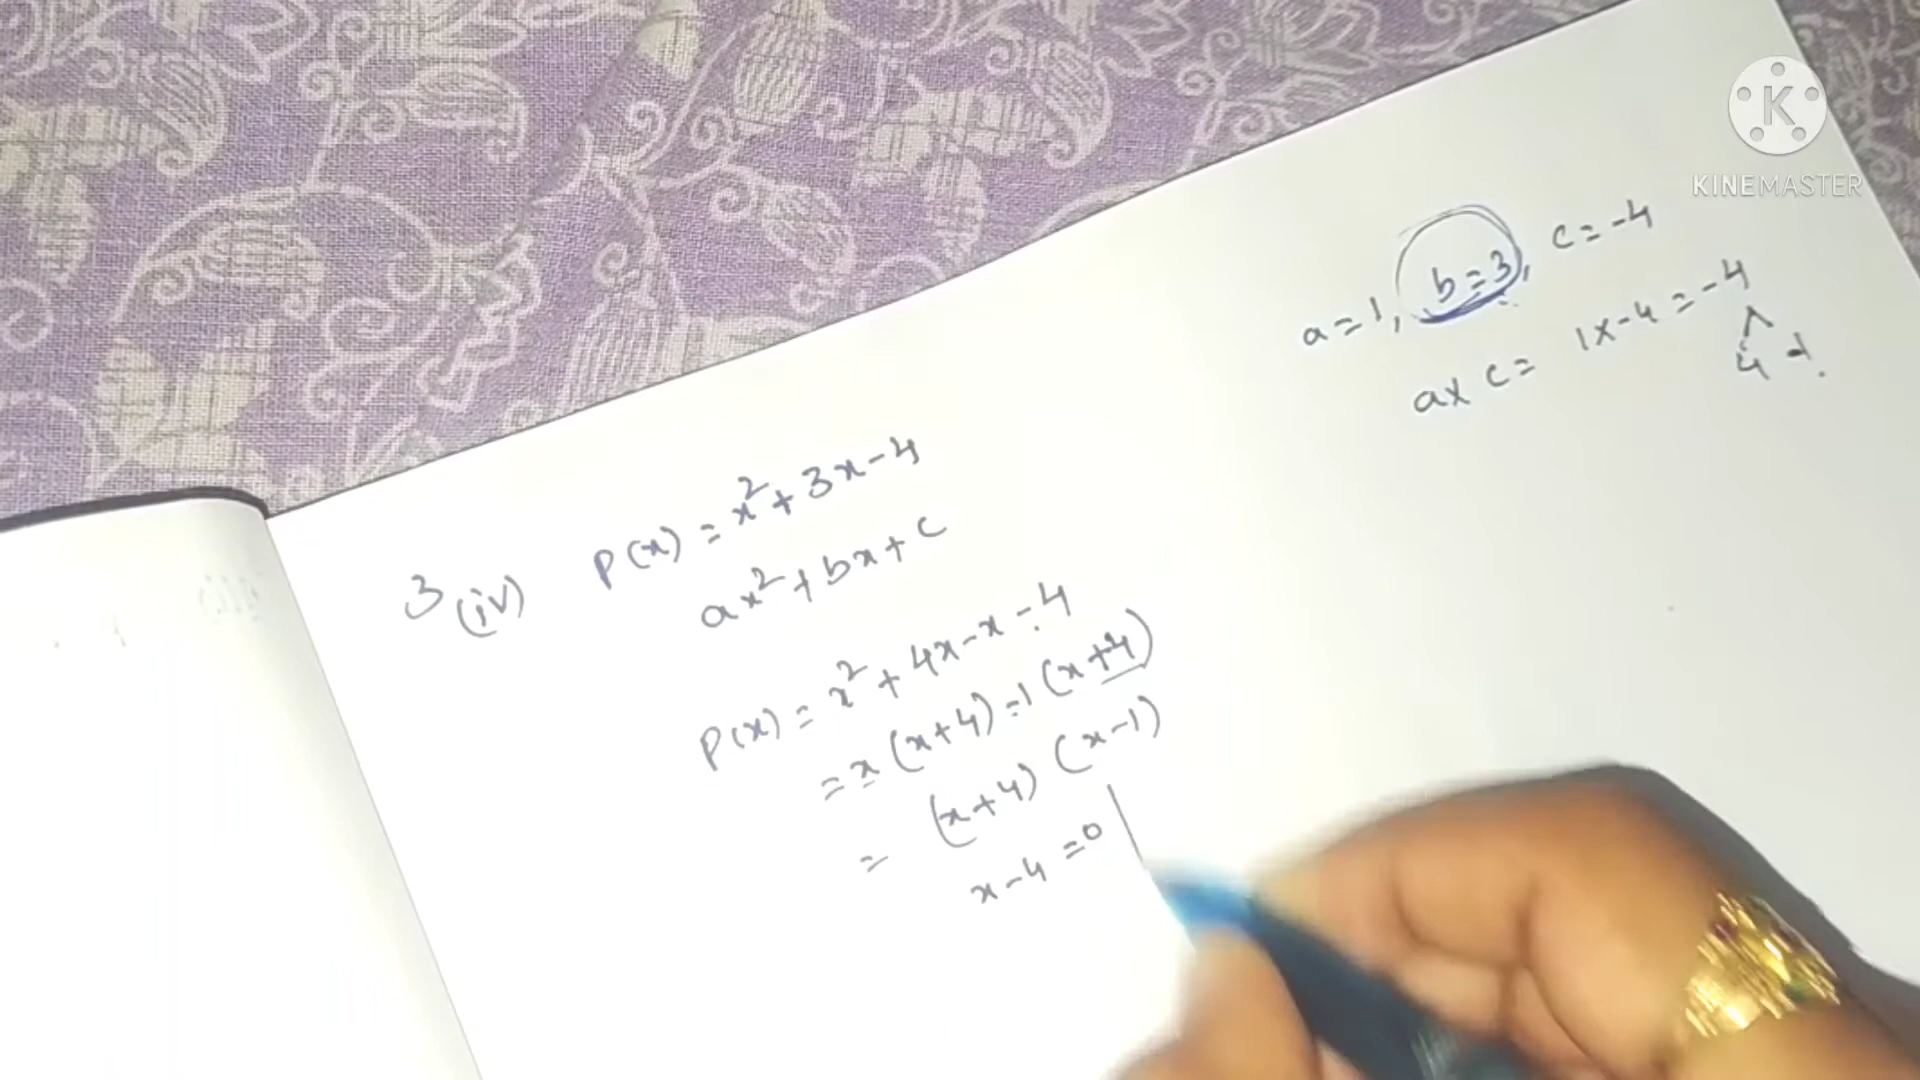 KINEMASTER
a=1, b=3, c=-4
a x c = 1x-4 = -4
4 -1
3 (iv) P(x) = x²+3x-4
ax²+bx+c
P(x) = x²+4x-x-4
= x(x+4)-1(x+4)
= (x+4) (x-1)
x-4=0